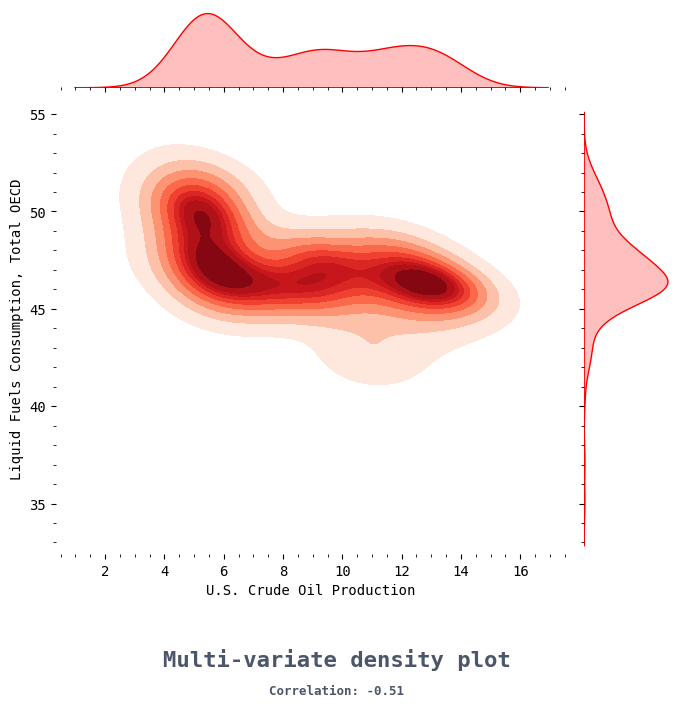 55
50
45
40
35
Liquid Fuels Consumption, Total OECD
2 4 6 8 10 12 14 16
U.S. Crude Oil Production
Multi-variate density plot
Correlation: -0.51